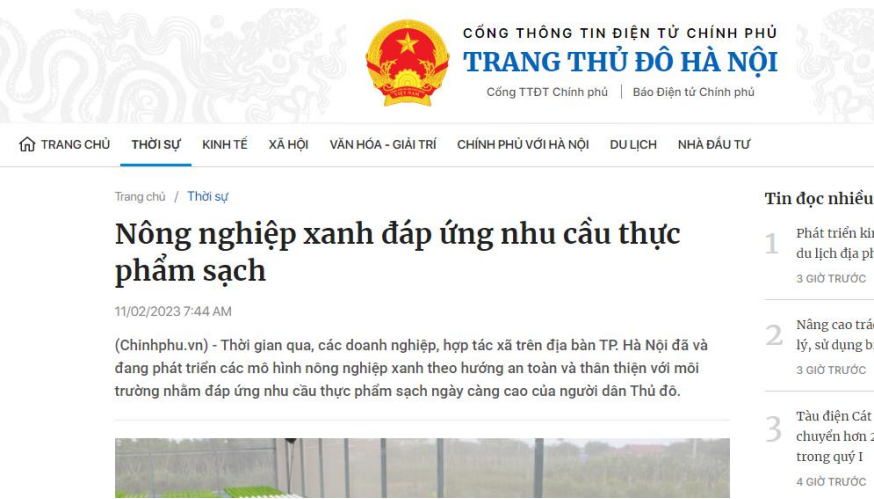 CỔNG THÔNG TIN ĐIỆN TỬ CHÍNH PHỦ
TRANG THỦ ĐÔ HÀ NỘI
Cổng TTĐT Chính phủ | Báo Điện tử Chính phủ
VIỆT NAM
TRANG CHỦ THỜI SỰ KINH TẾ XÃ HỘI VĂN HÓA - GIẢI TRÍ CHÍNH PHỦ VỚI HÀ NỘI DU LỊCH NHÀ ĐẦU TƯ
Trang chủ / Thời sự
Nông nghiệp xanh đáp ứng nhu cầu thực
phẩm sạch
11/02/2023 7:44 AM
(Chinhphu.vn) - Thời gian qua, các doanh nghiệp, hợp tác xã trên địa bàn TP. Hà Nội đã và
đang phát triển các mô hình nông nghiệp xanh theo hướng an toàn và thân thiện với môi
trường nhằm đáp ứng nhu cầu thực phẩm sạch ngày càng cao của người dân Thủ đô.
Tin đọc nhiều
1 Phát triển
du lịch địa
3 GIỜ TRƯỚC
2 Nâng cao
lý, sử dụng
3 GIỜ TRƯỚC
3 Tàu điện Cát
chuyển hơn
trong quý I
4 GIỜ TRƯỚC